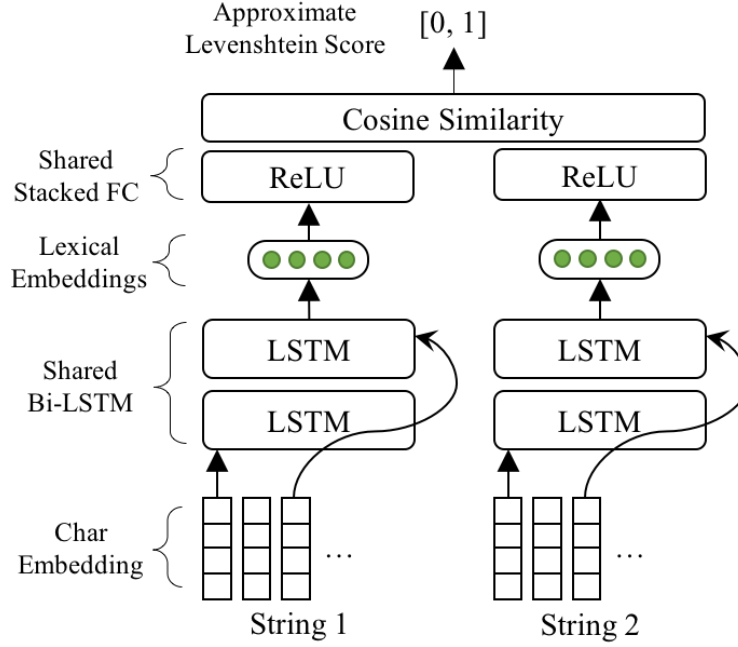 Approximate
Levenshtein Score
[0, 1]
Cosine Similarity
Shared
Stacked FC
ReLU
ReLU
Lexical
Embeddings
LSTM
LSTM
Shared
Bi-LSTM
LSTM
LSTM
Char
Embedding
...
...
String 1
String 2